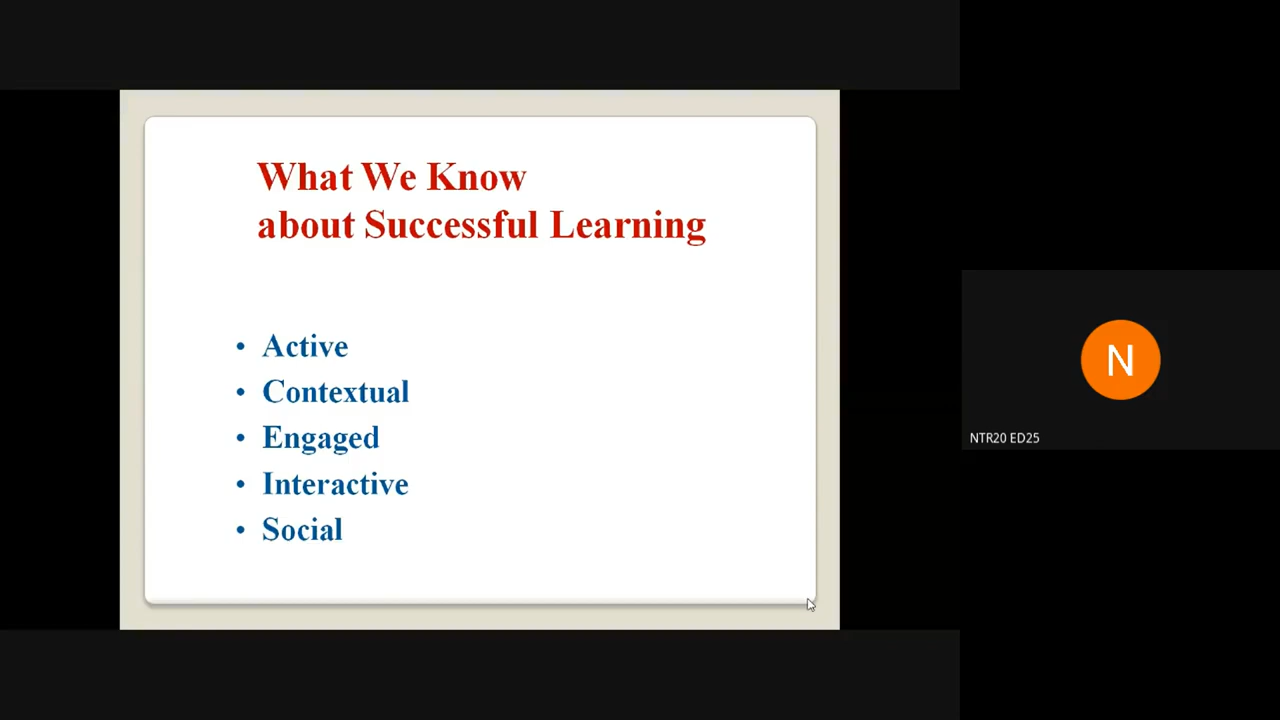 What We Know
about Successful Learning
• Active
• Contextual
• Engaged
• Interactive
• Social
N
NTR20 ED25